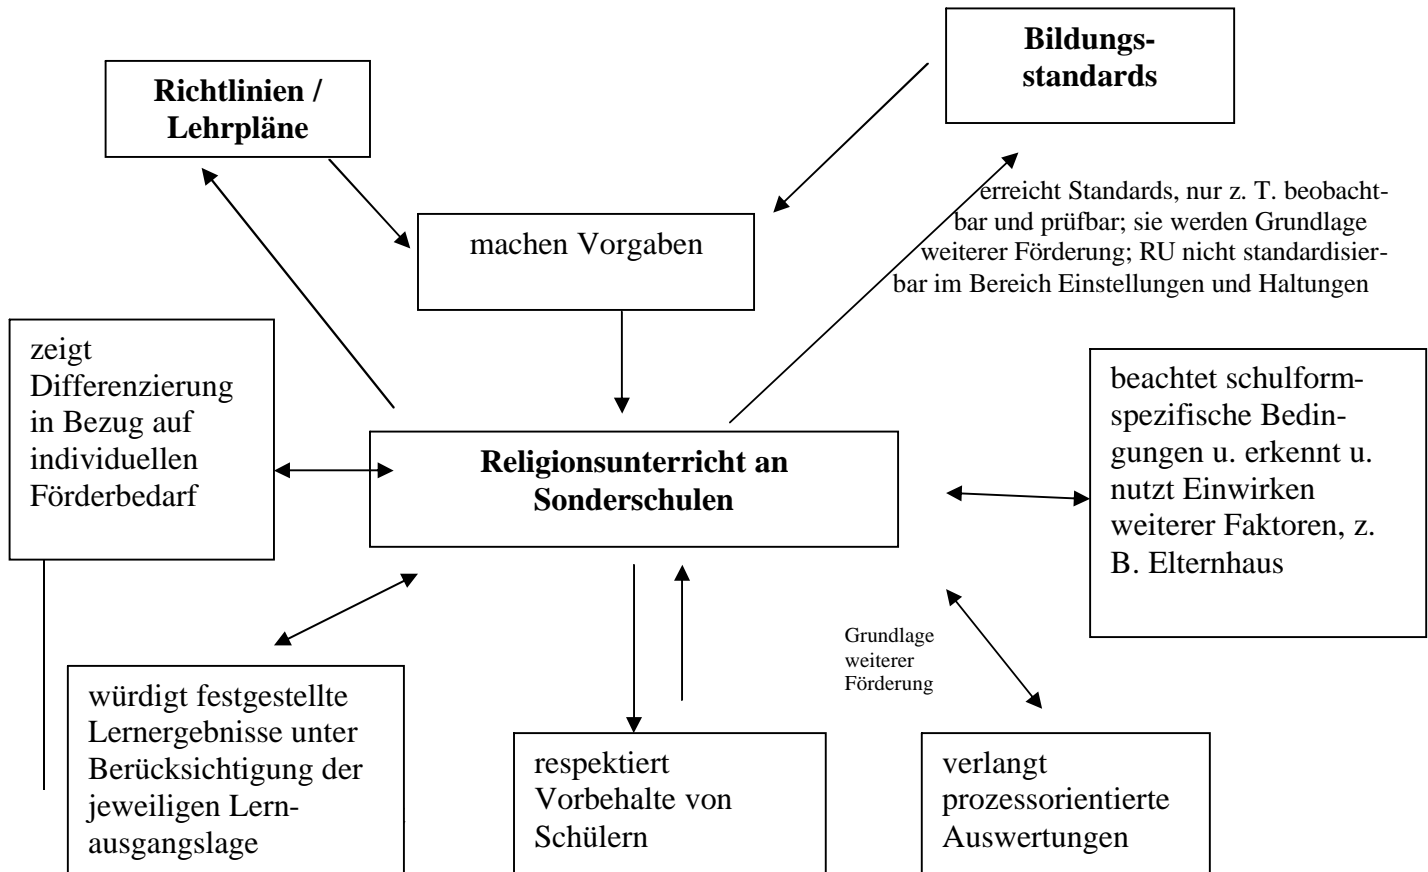 Bildungs-
standards
Richtlinien /
Lehrpläne
erreicht Standards, nur z. T. beobacht-
bar und prüfbar; sie werden Grundlage
weiterer Förderung; RU nicht standardisier-
bar im Bereich Einstellungen und Haltungen
machen Vorgaben
zeigt
Differenzierung
in Bezug auf
individuellen
Förderbedarf
Religionsunterricht an
Sonderschulen
beachtet schulform-
spezifische Bedin-
gungen u. erkennt u.
nutzt Einwirken
weiterer Faktoren, z.
B. Elternhaus
Grundlage
weiterer
Förderung
würdigt festgestellte
Lernergebnisse unter
Berücksichtigung der
jeweiligen Lern-
ausgangslage
respektiert
Vorbehalte von
Schülern
verlangt
prozessorientierte
Auswertungen